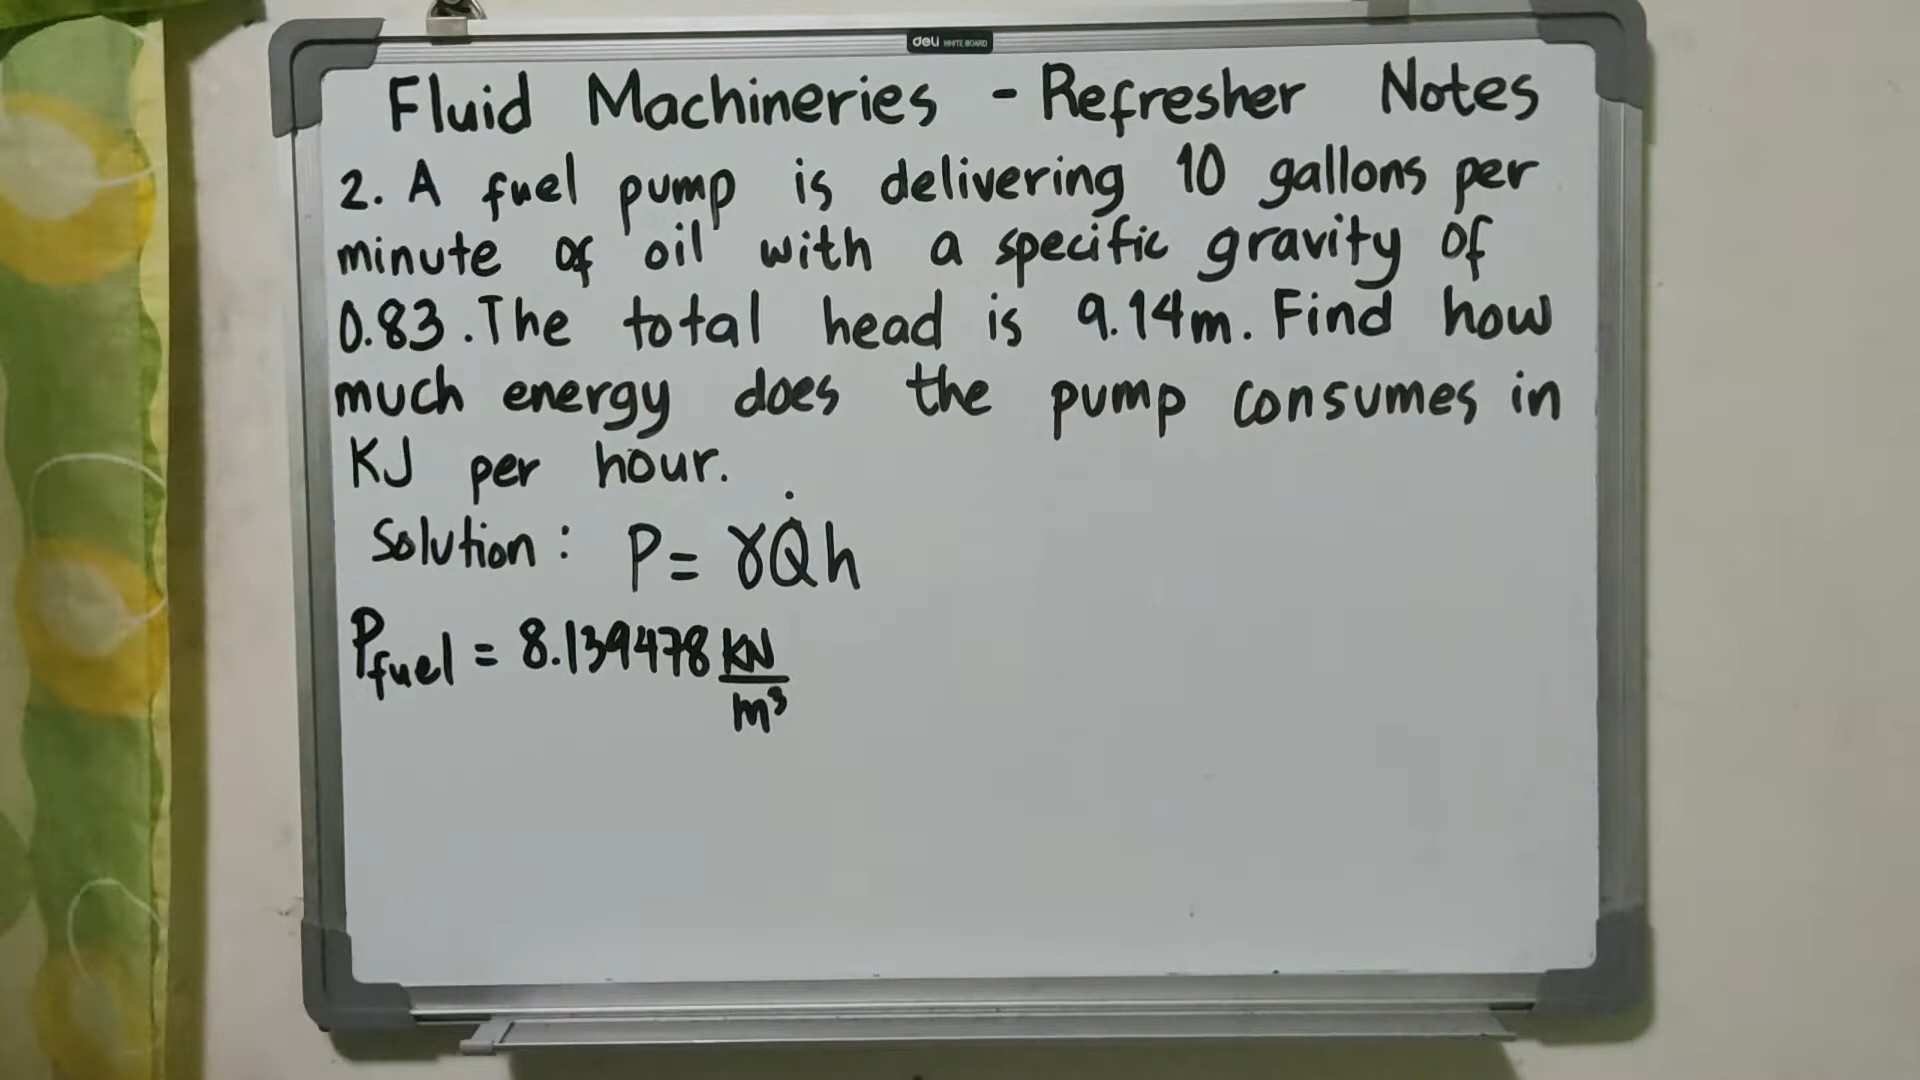 deli WHITE BOARD
Fluid Machineries - Refresher Notes
2. A fuel pump is delivering 10 gallons per
minute of oil with a specific gravity of
0.83. The total head is 9.14m. Find how
much energy does the pump consumes in
KJ per hour.
Solution: P = γQ̇h
Pfuel = 8.139478 KN/m³